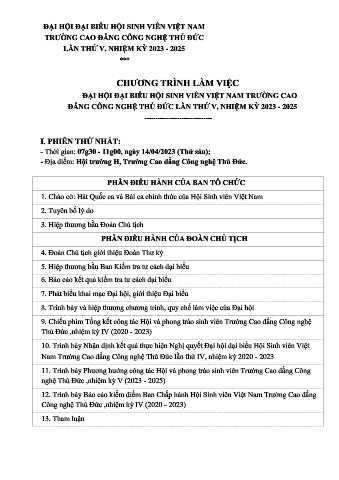 ĐẠI HỘI ĐẠI BIỂU HỘI SINH VIÊN VIỆT NAM
TRƯỜNG CAO ĐẲNG CÔNG NGHỆ THỦ ĐỨC
LẦN THỨ V, NHIỆM KỲ 2023 - 2025
***
CHƯƠNG TRÌNH LÀM VIỆC
ĐẠI HỘI ĐẠI BIỂU HỘI SINH VIÊN VIỆT NAM TRƯỜNG CAO
ĐẲNG CÔNG NGHỆ THỦ ĐỨC LẦN THỨ V, NHIỆM KỲ 2023 - 2025
-------------------------------
I. PHIÊN THỨ NHẤT:
- Thời gian: 07g30 - 11g00, ngày 14/04/2023 (Thứ sáu);
- Địa điểm: Hội trường H, Trường Cao đẳng Công nghệ Thủ Đức.
PHẦN ĐIỀU HÀNH CỦA BAN TỔ CHỨC
1. Chào cờ: Hát Quốc ca và Bài ca chính thức của Hội Sinh viên Việt Nam
2. Tuyên bố lý do
3. Hiệp thương bầu Đoàn Chủ tịch
PHẦN ĐIỀU HÀNH CỦA ĐOÀN CHỦ TỊCH
4. Đoàn Chủ tịch giới thiệu Đoàn Thư ký
5. Hiệp thương bầu Ban Kiểm tra tư cách đại biểu
6. Báo cáo kết quả kiểm tra tư cách đại biểu
7. Phát biểu khai mạc Đại hội, giới thiệu Đại biểu
8. Trình bày và hiệp thương chương trình, quy chế làm việc của Đại hội
9. Chiếu phim Tổng kết công tác Hội và phong trào sinh viên Trường Cao đẳng Công nghệ
Thủ Đức ,nhiệm kỳ IV (2020 - 2023)
10. Trình bày Nhận định kết quả thực hiện Nghị quyết Đại hội đại biểu Hội Sinh viên Việt
Nam Trường Cao đẳng Công nghệ Thủ Đức lần thứ IV, nhiệm kỳ 2020 - 2023
11. Trình bày Phương hướng công tác Hội và phong trào sinh viên Trường Cao đẳng Công
nghệ Thủ Đức ,nhiệm kỳ V (2023 - 2025)
12. Trình bày Báo cáo kiểm điểm Ban Chấp hành Hội Sinh viên Việt Nam Trường Cao đẳng
Công nghệ Thủ Đức ,nhiệm kỳ IV (2020 – 2023)
13. Tham luận